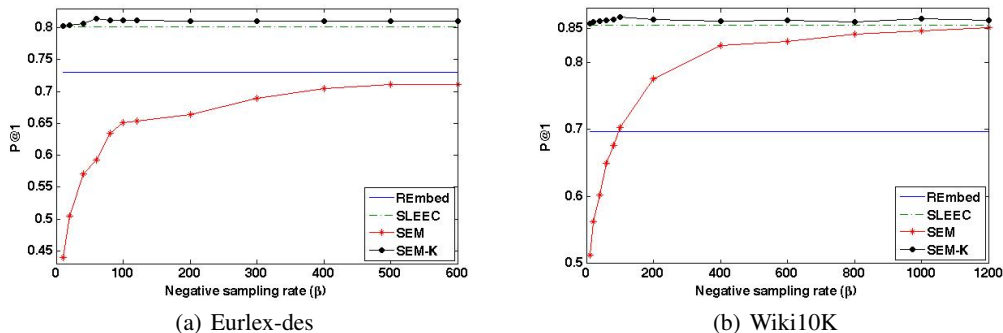 0.8
0.75
0.7
0.65
0.6
0.55
0.5
0.45
P@1
0 100 200 300 400 500 600
Negative sampling rate (β)
REmbed
SLEEC
SEM
SEM-K
(a) Eurlex-des
0.85
0.8
0.7
0.6
0.5
P@1
0 200 400 600 800 1000 1200
Negative sampling rate (β)
REmbed
SLEEC
SEM
SEM-K
(b) Wiki10K